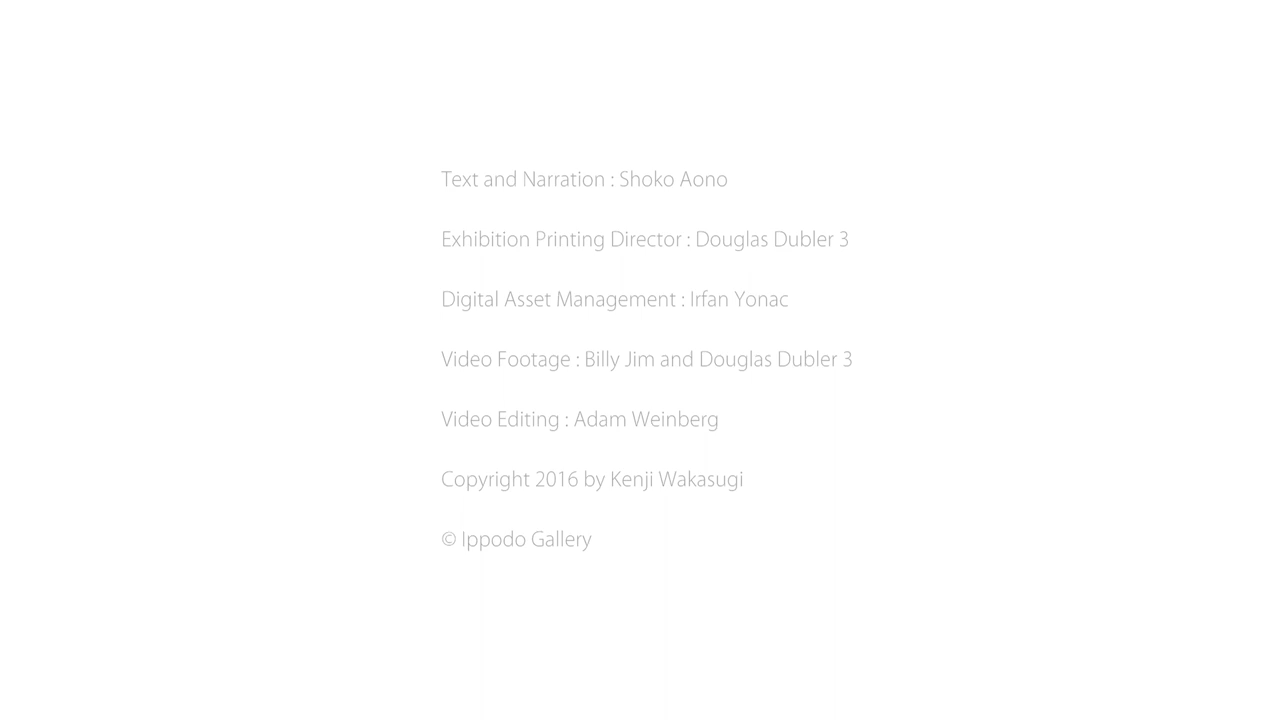 Text and Narration : Shoko Aono
Exhibition Printing Director : Douglas Dubler 3
Digital Asset Management : Irfan Yonac
Video Footage : Billy Jim and Douglas Dubler 3
Video Editing : Adam Weinberg
Copyright 2016 by Kenji Wakasugi
© Ippodo Gallery